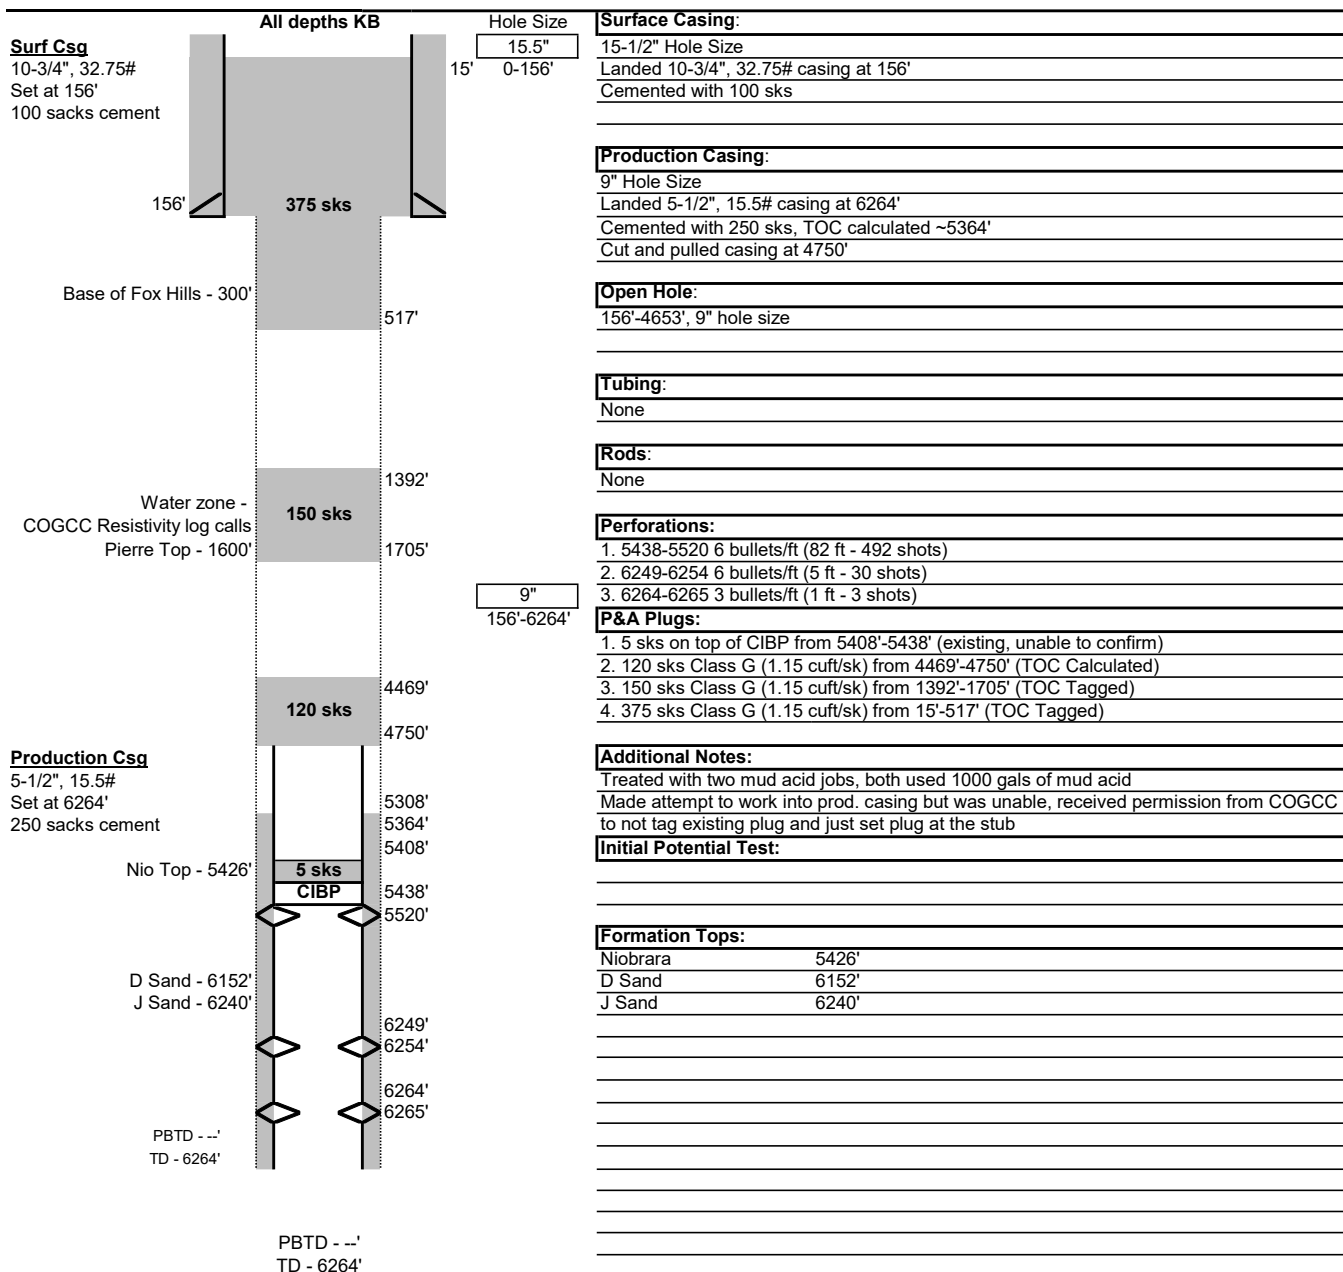 All depths KB
Hole Size
Surf Csg
10-3/4", 32.75#
Set at 156'
100 sacks cement
15.5"
15' 0-156'
156'
375 sks
Base of Fox Hills - 300'
517'
1392'
Water zone -
COGCC Resistivity log calls
Pierre Top - 1600'
150 sks
1705'
9"
156'-6264'
4469'
120 sks
4750'
Production Csg
5-1/2", 15.5#
Set at 6264'
250 sacks cement
5308'
5364'
5408'
Nio Top - 5426'
5 sks
CIBP
5438'
5520'
D Sand - 6152'
J Sand - 6240'
6249'
6254'
6264'
6265'
PBTD - --'
TD - 6264'
PBTD - --'
TD - 6264'
Surface Casing:
15-1/2" Hole Size
Landed 10-3/4", 32.75# casing at 156'
Cemented with 100 sks
Production Casing:
9" Hole Size
Landed 5-1/2", 15.5# casing at 6264'
Cemented with 250 sks, TOC calculated ~5364'
Cut and pulled casing at 4750'
Open Hole:
156'-4653', 9" hole size
Tubing:
None
Rods:
None
Perforations:
1. 5438-5520 6 bullets/ft (82 ft - 492 shots)
2. 6249-6254 6 bullets/ft (5 ft - 30 shots)
3. 6264-6265 3 bullets/ft (1 ft - 3 shots)
P&A Plugs:
1. 5 sks on top of CIBP from 5408'-5438' (existing, unable to confirm)
2. 120 sks Class G (1.15 cuft/sk) from 4469'-4750' (TOC Calculated)
3. 150 sks Class G (1.15 cuft/sk) from 1392'-1705' (TOC Tagged)
4. 375 sks Class G (1.15 cuft/sk) from 15'-517' (TOC Tagged)
Additional Notes:
Treated with two mud acid jobs, both used 1000 gals of mud acid
Made attempt to work into prod. casing but was unable, received permission from COGCC
to not tag existing plug and just set plug at the stub
Initial Potential Test:
Formation Tops:
Niobrara 5426'
D Sand 6152'
J Sand 6240'